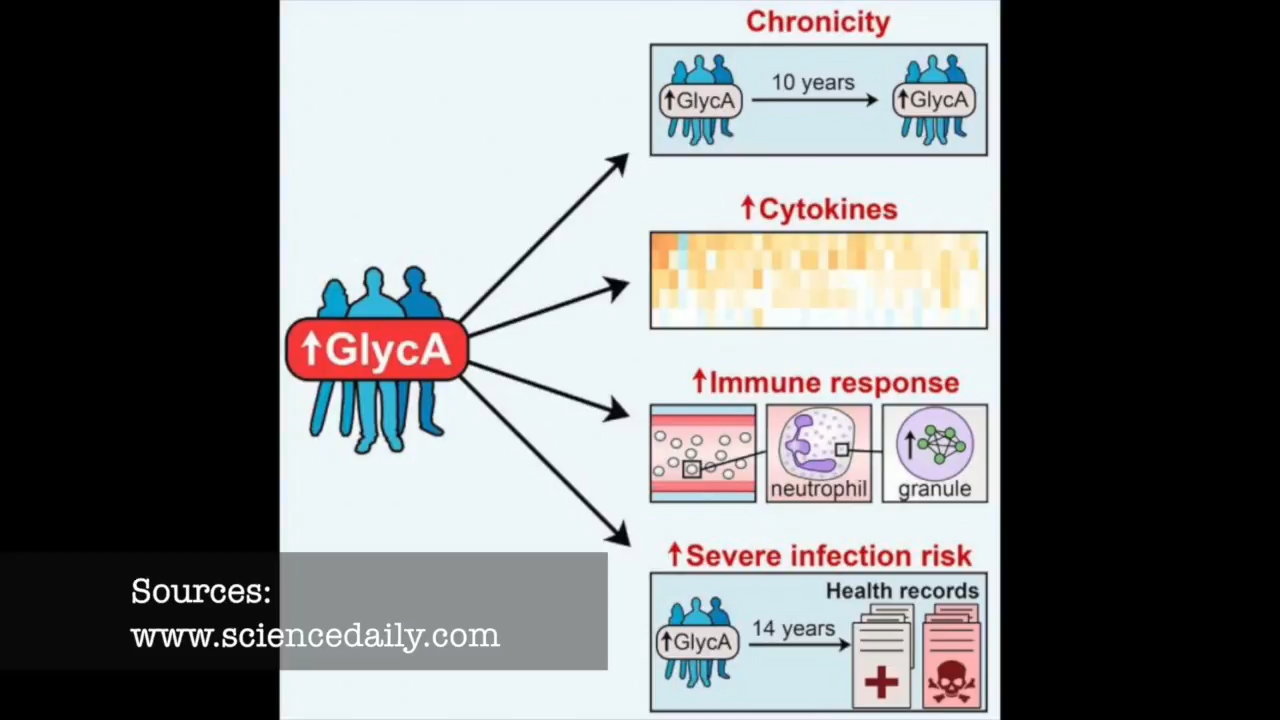 Chronicity
↑GlycA
10 years
↑GlycA
↑Cytokines
↑GlycA
↑Immune response
neutrophil
granule
↑Severe infection risk
Health records
↑GlycA
14 years
Sources:
www.sciencedaily.com